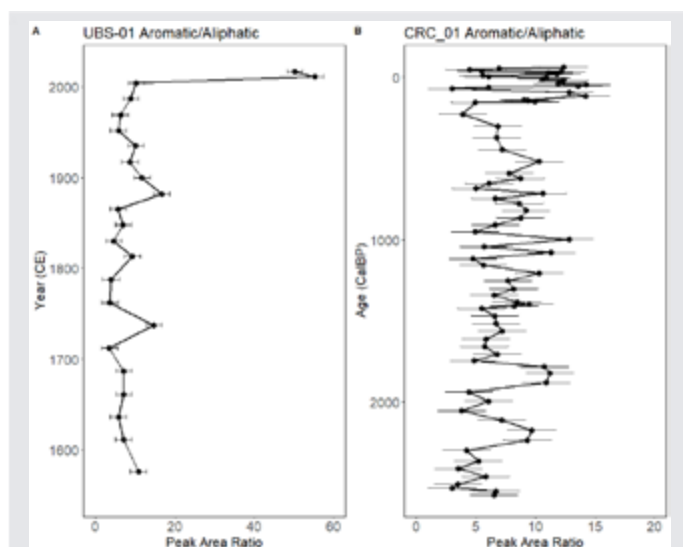 A UBS-01 Aromatic/Aliphatic
2000
1900
1800
1700
1600
Year (CE)
0 20 40 60
Peak Area Ratio
B CRC_01 Aromatic/Aliphatic
0
1000
2000
Age (CalBP)
0 5 10 15 20
Peak Area Ratio